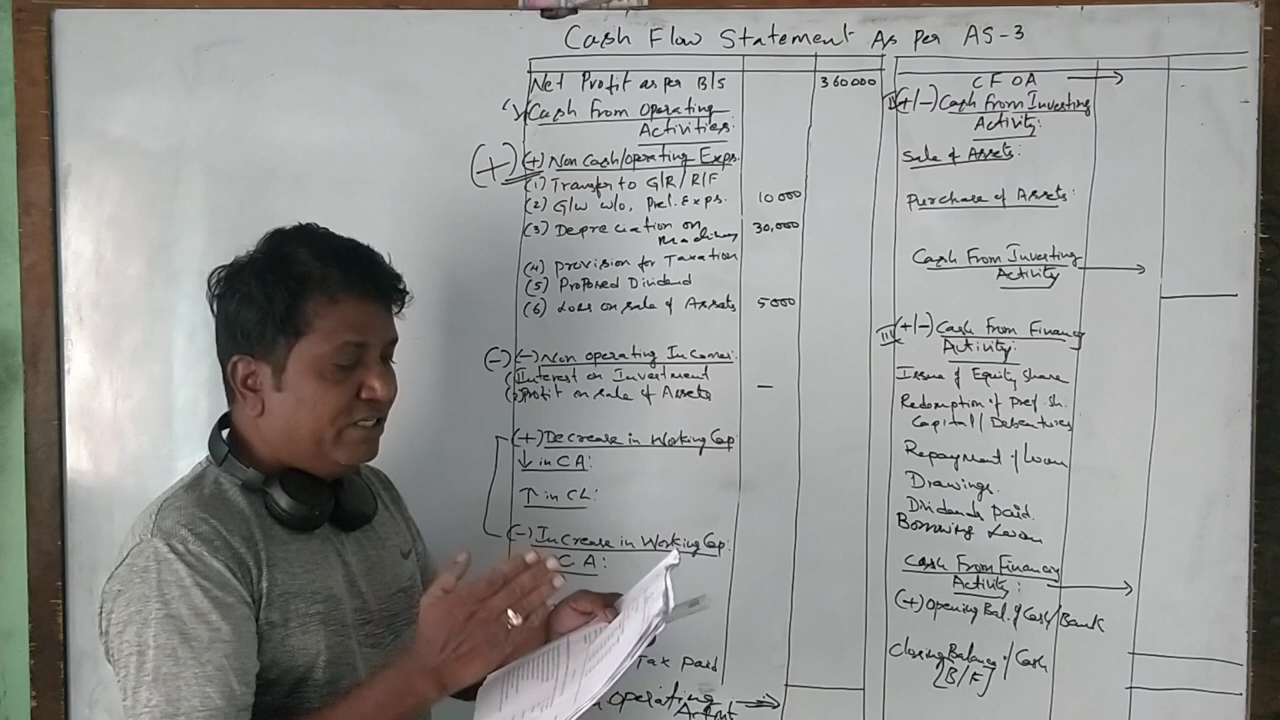 Cash Flow Statement As per AS-3
Net Profit as per B/S 360000
Cash from Operating
Activities:
(+) (+) Non Cash/operating Exps.
(1) Transfer to G/R / R/F
(2) G/w w/o, Prel. Exps. 10000
(3) Depreciation on
Machinery 30,000
(4) Provision for Taxation
(5) Proposed Dividend
(6) Loss on sale of Assets 5000
(-) (-) Non operating Incomes:
Interest on Investment
Profit on sale of Assets —
(+) Decrease in Working Cap
↓ in CA:
↑ in CL:
(-) Increase in Working Cap:
CA:
Tax paid
operating
CFOA →
II (+/-) Cash from Investing
Activity:
Sale of Assets:
Purchase of Assets:
Cash From Investing →
Activity
III (+/-) Cash from Financing
Activity:
Issue of Equity Share
Redemption of Pref Sh.
Capital / Debentures
Repayment of Loan
Drawings.
Dividends paid.
Borrowing Loan
Cash From Financing
Activity: →
(+) Opening Bal. of Cash/Bank
Closing Balance of Cash
[B/F]